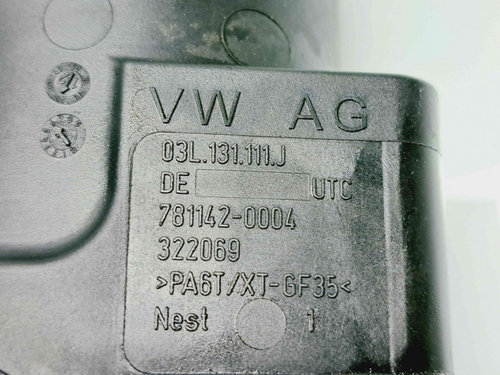 VW AG
03L.131.111.J
DE UTC
781142-0004
322069
>PA6T/XT-GF35<
Nest 1